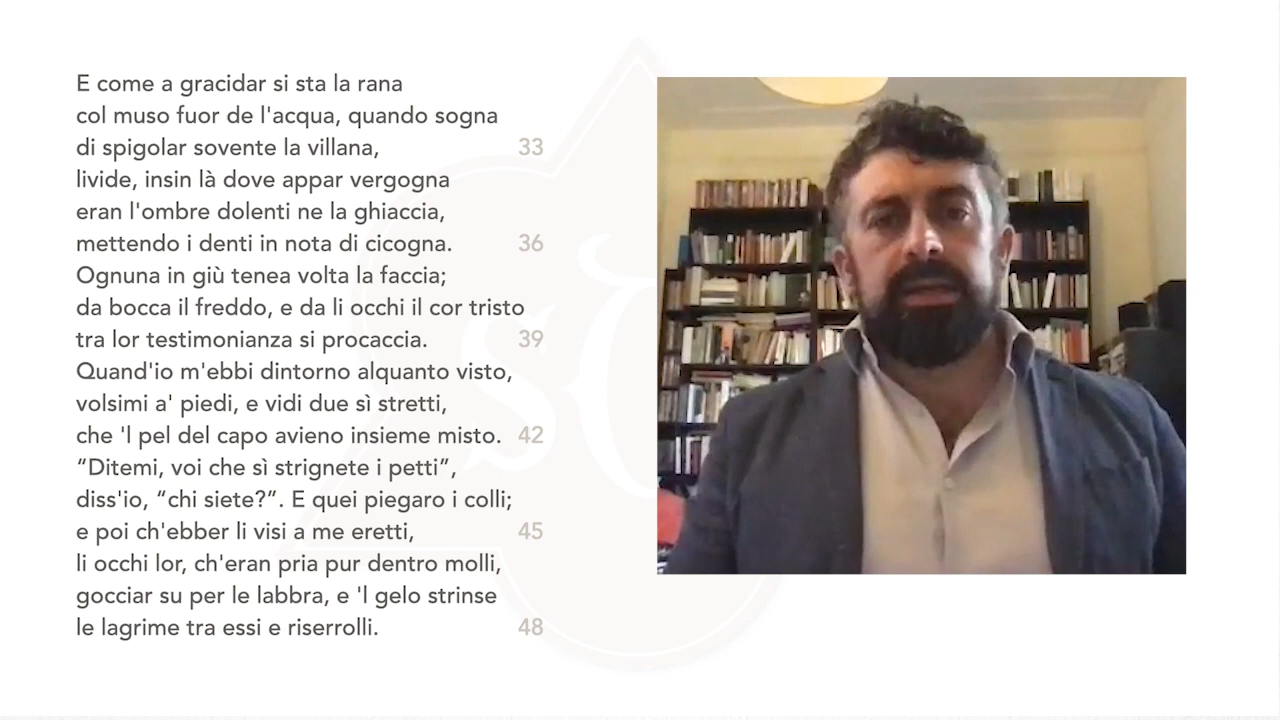 E come a gracidar si sta la rana
col muso fuor de l'acqua, quando sogna
di spigolar sovente la villana, 33
livide, insin là dove appar vergogna
eran l'ombre dolenti ne la ghiaccia,
mettendo i denti in nota di cicogna. 36
Ognuna in giù tenea volta la faccia;
da bocca il freddo, e da li occhi il cor tristo
tra lor testimonianza si procaccia. 39
Quand'io m'ebbi dintorno alquanto visto,
volsimi a' piedi, e vidi due sì stretti,
che 'l pel del capo avieno insieme misto. 42
“Ditemi, voi che sì strignete i petti”,
diss'io, “chi siete?”. E quei piegaro i colli;
e poi ch'ebber li visi a me eretti, 45
li occhi lor, ch'eran pria pur dentro molli,
gocciar su per le labbra, e 'l gelo strinse
le lagrime tra essi e riserrolli. 48